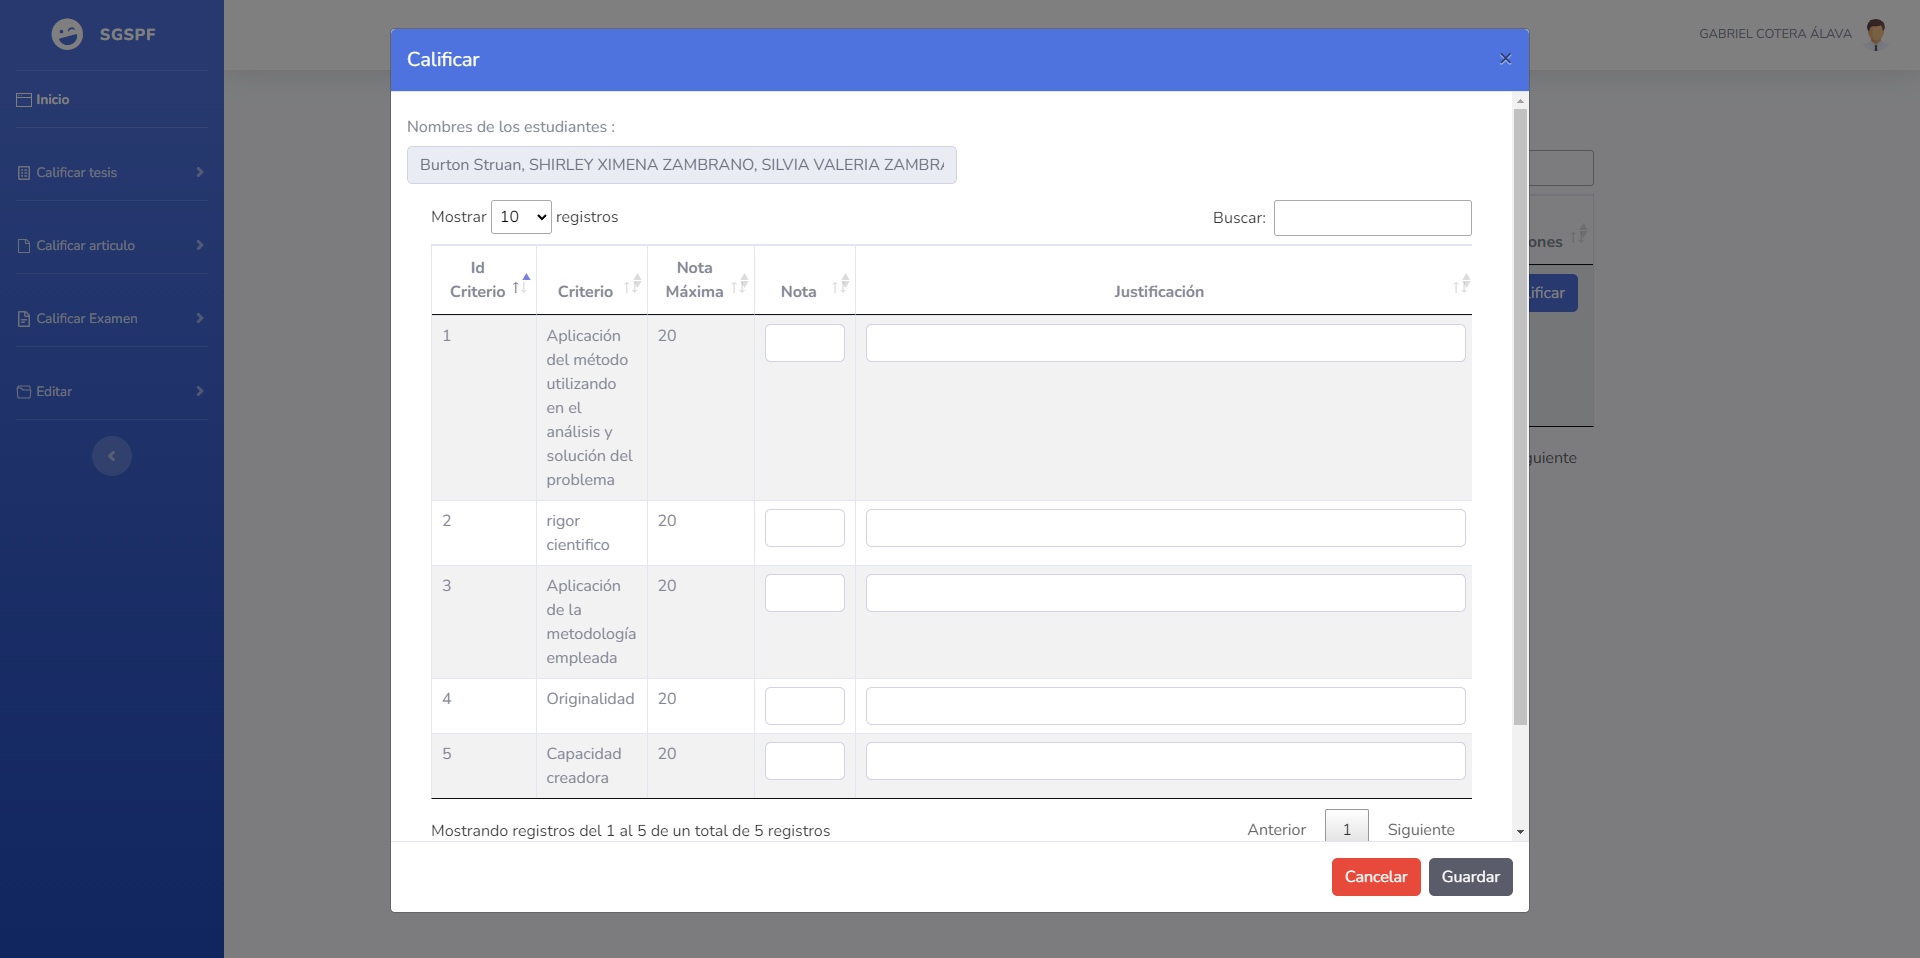 SGSPF
GABRIEL COTERA ÁLAVA
Inicio
Calificar tesis
Calificar articulo
Calificar Examen
Editar
Calificar
×
Nombres de los estudiantes :
Burton Struan, SHIRLEY XIMENA ZAMBRANO, SILVIA VALERIA ZAMBRA
Mostrar 10 registros
Buscar:
Id Criterio
Criterio
Nota Máxima
Nota
Justificación
1
Aplicación
del método
utilizando
en el
análisis y
solución del
problema
20
2
rigor
cientifico
20
3
Aplicación
de la
metodología
empleada
20
4
Originalidad
20
5
Capacidad
creadora
20
Mostrando registros del 1 al 5 de un total de 5 registros
Anterior 1 Siguiente
Cancelar Guardar
ones
lificar
guiente